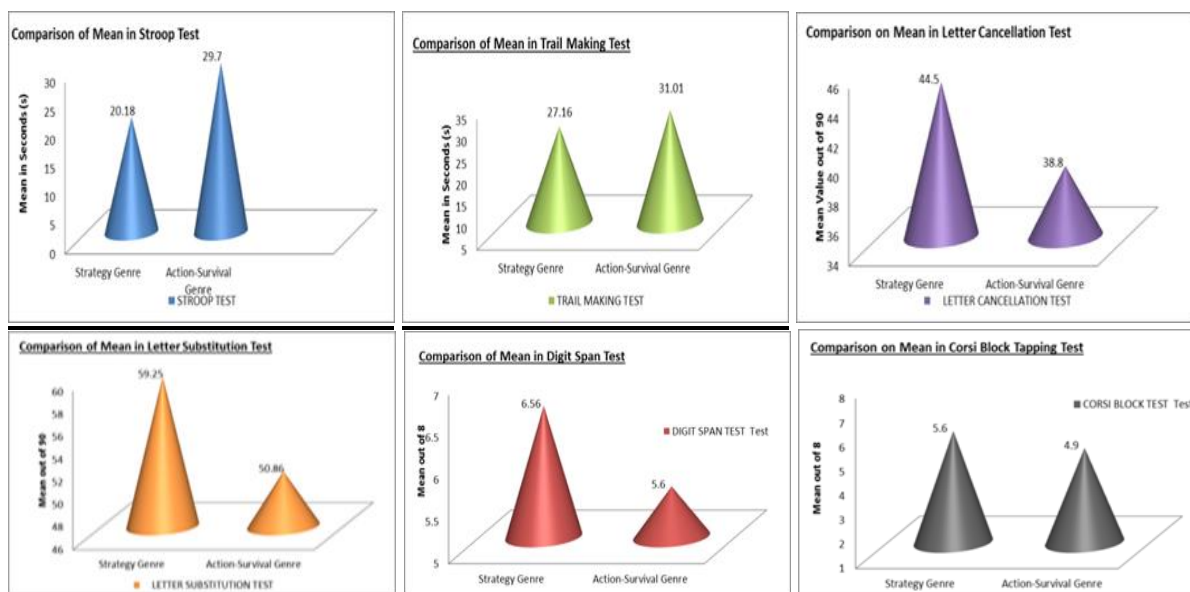 Comparison of Mean in Stroop Test
Mean in Seconds (s)
30
25
20
15
10
5
0
20.18
29.7
Strategy Genre
Action-Survival
Genre
STROOP TEST
Comparison of Mean in Trail Making Test
Mean in Seconds (s)
35
30
25
20
15
10
5
27.16
31.01
Strategy Genre
Action-Survival Genre
TRAIL MAKING TEST
Comparison on Mean in Letter Cancellation Test
Mean Value out of 90
46
44
42
40
38
36
34
44.5
38.8
Strategy Genre
Action-Survival Genre
LETTER CANCELLATION TEST
Comparison of Mean in Letter Substitution Test
Mean out of 90
60
58
56
54
52
50
48
46
59.25
50.86
Strategy Genre
Action-Survival Genre
LETTER SUBSTITUTION TEST
Comparison of Mean in Digit Span Test
Mean out of 8
7
6.5
6
5.5
5
6.56
5.6
DIGIT SPAN TEST Test
Strategy Genre
Action-Survival Genre
Comparison on Mean in Corsi Block Tapping Test
Mean out of 8
8
7
6
5
4
3
2
1
5.6
4.9
CORSI BLOCK TEST Test
Strategy Genre
Action-Survival Genre